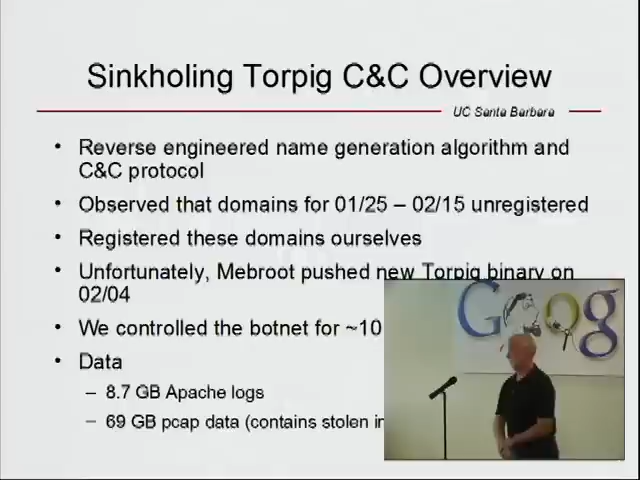 Sinkholing Torpig C&C Overview
UC Santa Barbara
• Reverse engineered name generation algorithm and
C&C protocol
• Observed that domains for 01/25 – 02/15 unregistered
• Registered these domains ourselves
• Unfortunately, Mebroot pushed new Torpig binary on
02/04
• We controlled the botnet for ~10
• Data
– 8.7 GB Apache logs
– 69 GB pcap data (contains stolen in
Goog